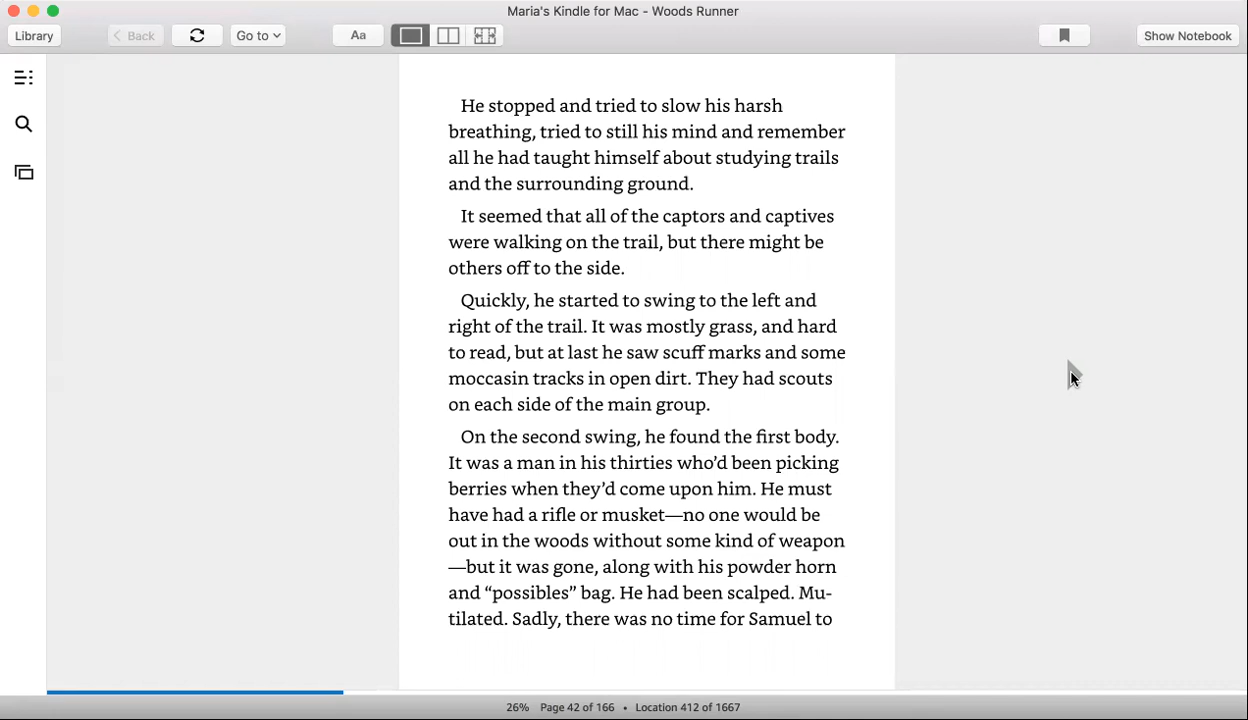 Maria's Kindle for Mac - Woods Runner
Library
Back
Go to
Aa
Show Notebook
He stopped and tried to slow his harsh
breathing, tried to still his mind and remember
all he had taught himself about studying trails
and the surrounding ground.
It seemed that all of the captors and captives
were walking on the trail, but there might be
others off to the side.
Quickly, he started to swing to the left and
right of the trail. It was mostly grass, and hard
to read, but at last he saw scuff marks and some
moccasin tracks in open dirt. They had scouts
on each side of the main group.
On the second swing, he found the first body.
It was a man in his thirties who’d been picking
berries when they’d come upon him. He must
have had a rifle or musket—no one would be
out in the woods without some kind of weapon
—but it was gone, along with his powder horn
and “possibles” bag. He had been scalped. Mu-
tilated. Sadly, there was no time for Samuel to
26% Page 42 of 166 • Location 412 of 1667